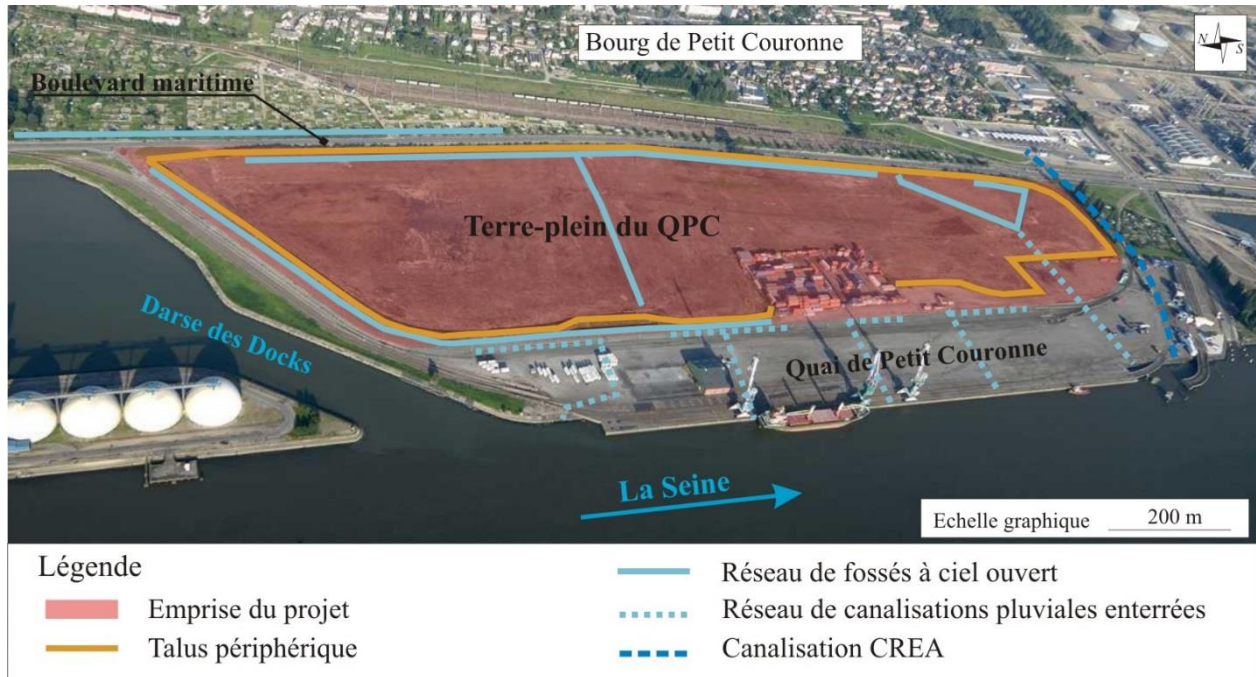 Bourg de Petit Couronne
N
S
Boulevard maritime
Terre-plein du QPC
Darse des Docks
Quai de Petit Couronne
La Seine
Echelle graphique 200 m
Légende
Emprise du projet
Talus périphérique
Réseau de fossés à ciel ouvert
Réseau de canalisations pluviales enterrées
Canalisation CREA